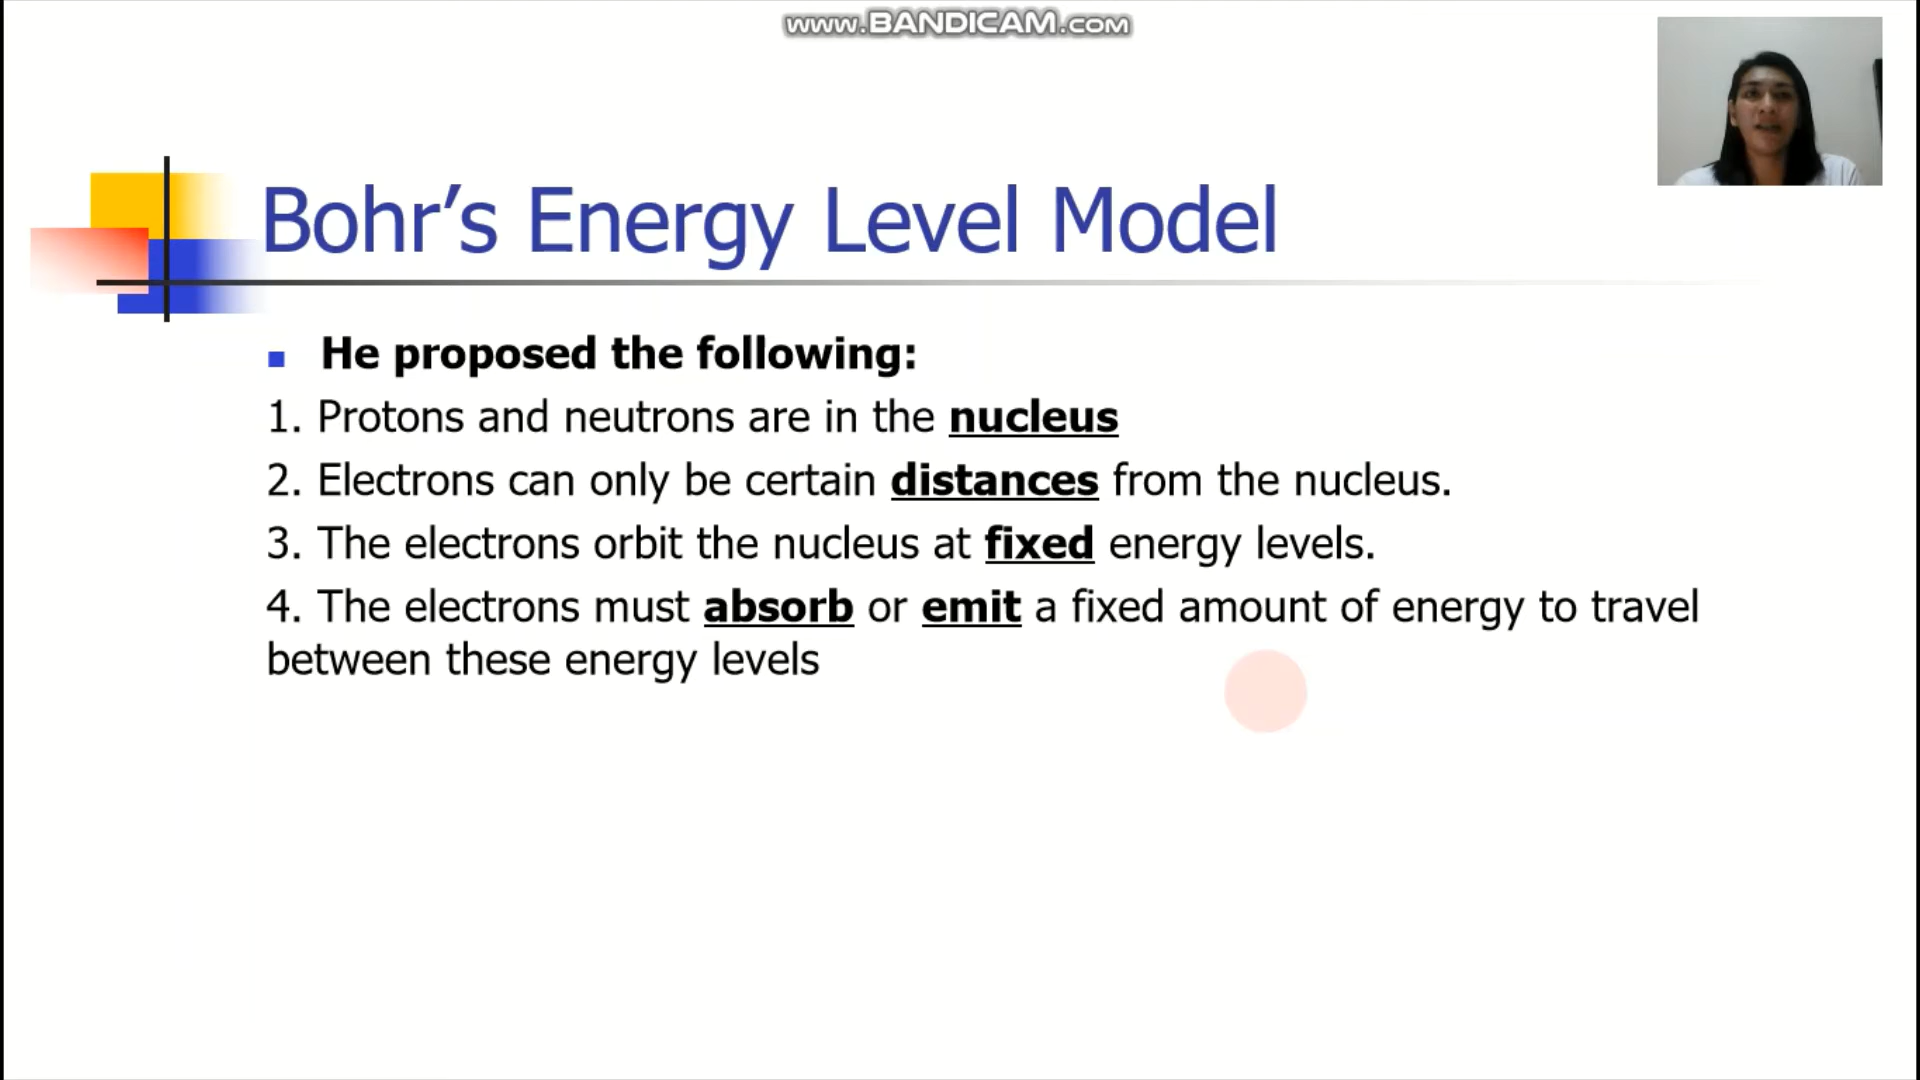 www.BANDICAM.com
Bohr’s Energy Level Model
He proposed the following:
1. Protons and neutrons are in the nucleus
2. Electrons can only be certain distances from the nucleus.
3. The electrons orbit the nucleus at fixed energy levels.
4. The electrons must absorb or emit a fixed amount of energy to travel
between these energy levels